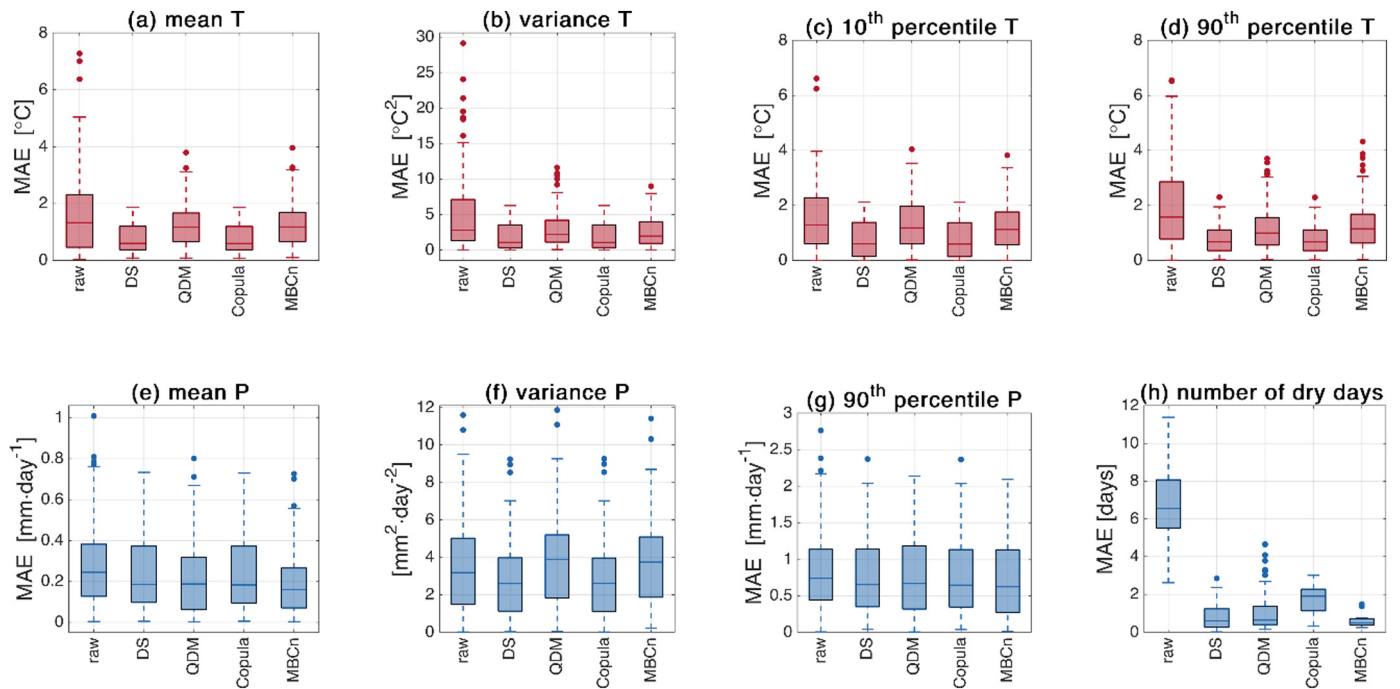 (a) mean T
MAE [°C]
8
6
4
2
0
raw
DS
QDM
Copula
MBCn
(b) variance T
MAE [°C²]
30
25
20
15
10
5
0
raw
DS
QDM
Copula
MBCn
(c) 10th percentile T
MAE [°C]
8
6
4
2
0
raw
DS
QDM
Copula
MBCn
(d) 90th percentile T
MAE [°C]
8
6
4
2
0
raw
DS
QDM
Copula
MBCn
(e) mean P
MAE [mm·day⁻¹]
1
0.8
0.6
0.4
0.2
0
raw
DS
QDM
Copula
MBCn
(f) variance P
[mm²·day⁻²]
12
10
8
6
4
2
0
raw
DS
QDM
Copula
MBCn
(g) 90th percentile P
MAE [mm·day⁻¹]
3
2.5
2
1.5
1
0.5
0
raw
DS
QDM
Copula
MBCn
(h) number of dry days
MAE [days]
12
10
8
6
4
2
0
raw
DS
QDM
Copula
MBCn